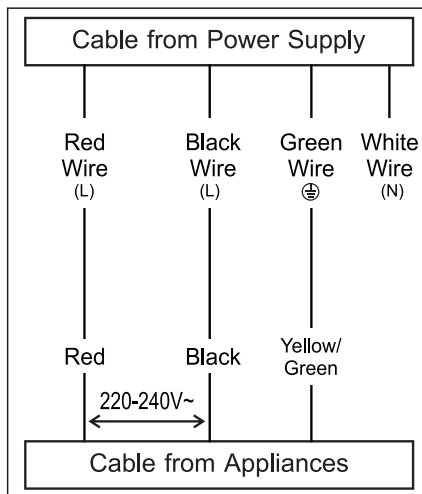 Cable from Power Supply
Red
Wire
(L)
Black
Wire
(L)
Green
Wire
White
Wire
(N)
Red
Black
Yellow/
Green
220-240V~
Cable from Appliances